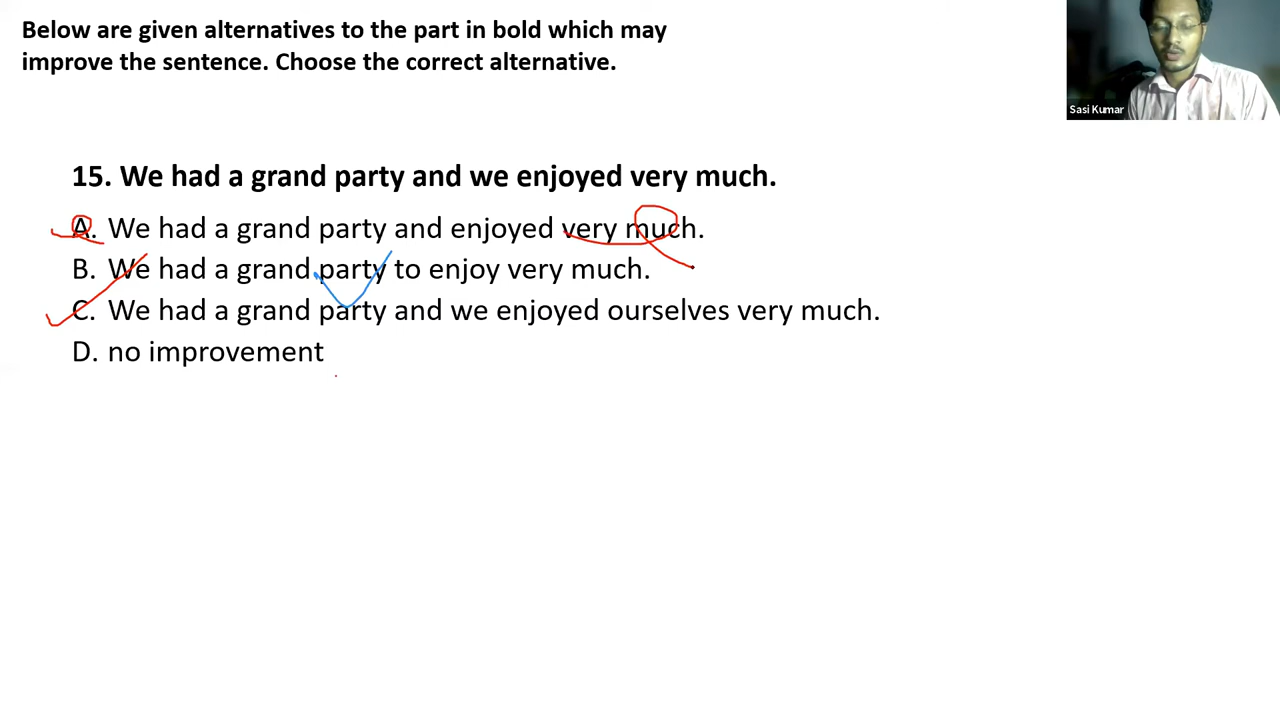 Below are given alternatives to the part in bold which may
improve the sentence. Choose the correct alternative.
Sasi Kumar
15. We had a grand party and we enjoyed very much.
A. We had a grand party and enjoyed very much.
B. We had a grand party to enjoy very much.
C. We had a grand party and we enjoyed ourselves very much.
D. no improvement